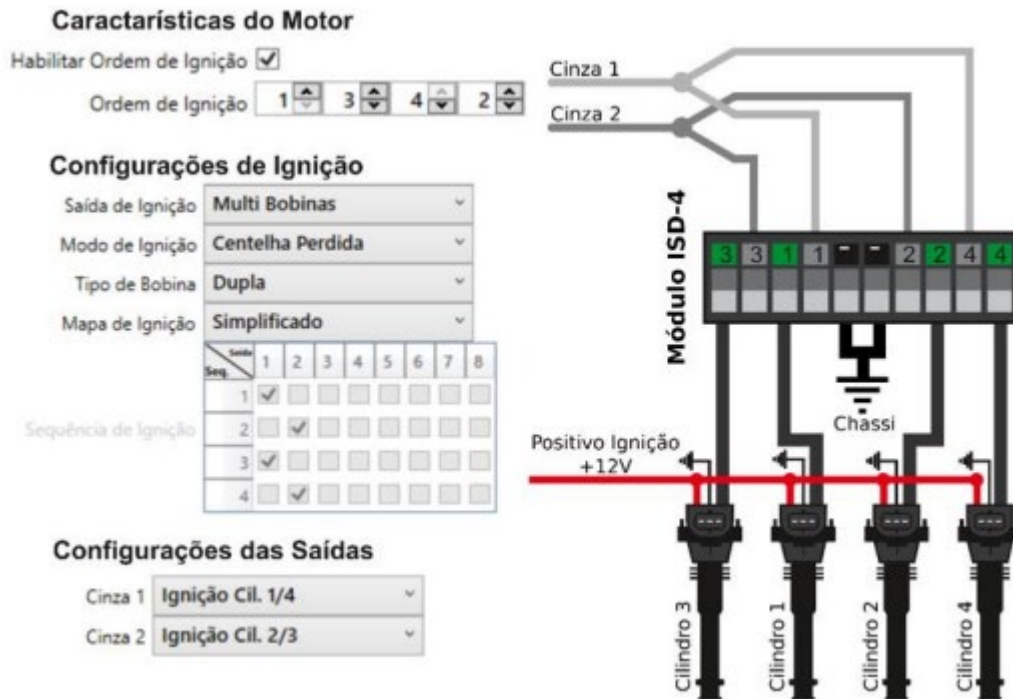 Caractarísticas do Motor
Habilitar Ordem de Ignição
Ordem de Ignição 1 3 4 2
Configurações de Ignição
Saída de Ignição Multi Bobinas
Modo de Ignição Centelha Perdida
Tipo de Bobina Dupla
Mapa de Ignição Simplificado
Saída
Seq.
1 2 3 4 5 6 7 8
Sequência de Ignição
1
2
3
4
Configurações das Saídas
Cinza 1 Ignição Cil. 1/4
Cinza 2 Ignição Cil. 2/3
Cinza 1
Cinza 2
Módulo ISD-4
3 3 1 1 2 2 4 4
Chassi
Positivo Ignição
+12V
Cilindro 3
Cilindro 1
Cilindro 2
Cilindro 4